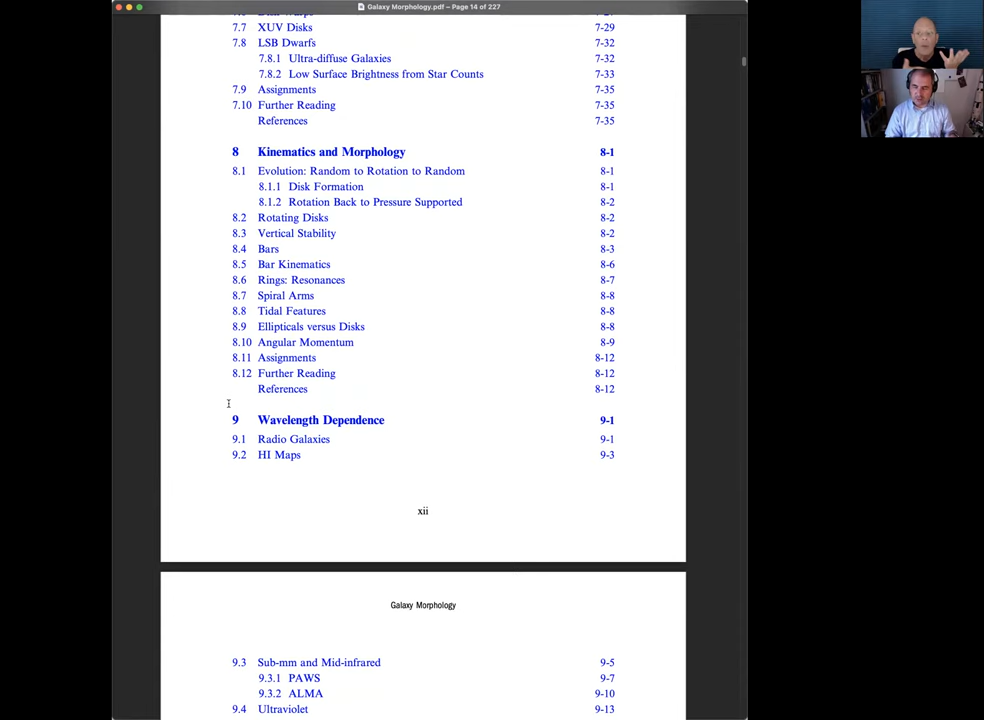 Galaxy Morphology.pdf – Page 14 of 227
7.7 XUV Disks 7-29
7.8 LSB Dwarfs 7-32
7.8.1 Ultra-diffuse Galaxies 7-32
7.8.2 Low Surface Brightness from Star Counts 7-33
7.9 Assignments 7-35
7.10 Further Reading 7-35
References 7-35
8 Kinematics and Morphology 8-1
8.1 Evolution: Random to Rotation to Random 8-1
8.1.1 Disk Formation 8-1
8.1.2 Rotation Back to Pressure Supported 8-2
8.2 Rotating Disks 8-2
8.3 Vertical Stability 8-2
8.4 Bars 8-3
8.5 Bar Kinematics 8-6
8.6 Rings: Resonances 8-7
8.7 Spiral Arms 8-8
8.8 Tidal Features 8-8
8.9 Ellipticals versus Disks 8-8
8.10 Angular Momentum 8-9
8.11 Assignments 8-12
8.12 Further Reading 8-12
References 8-12
9 Wavelength Dependence 9-1
9.1 Radio Galaxies 9-1
9.2 HI Maps 9-3
xii
Galaxy Morphology
9.3 Sub-mm and Mid-infrared 9-5
9.3.1 PAWS 9-7
9.3.2 ALMA 9-10
9.4 Ultraviolet 9-13